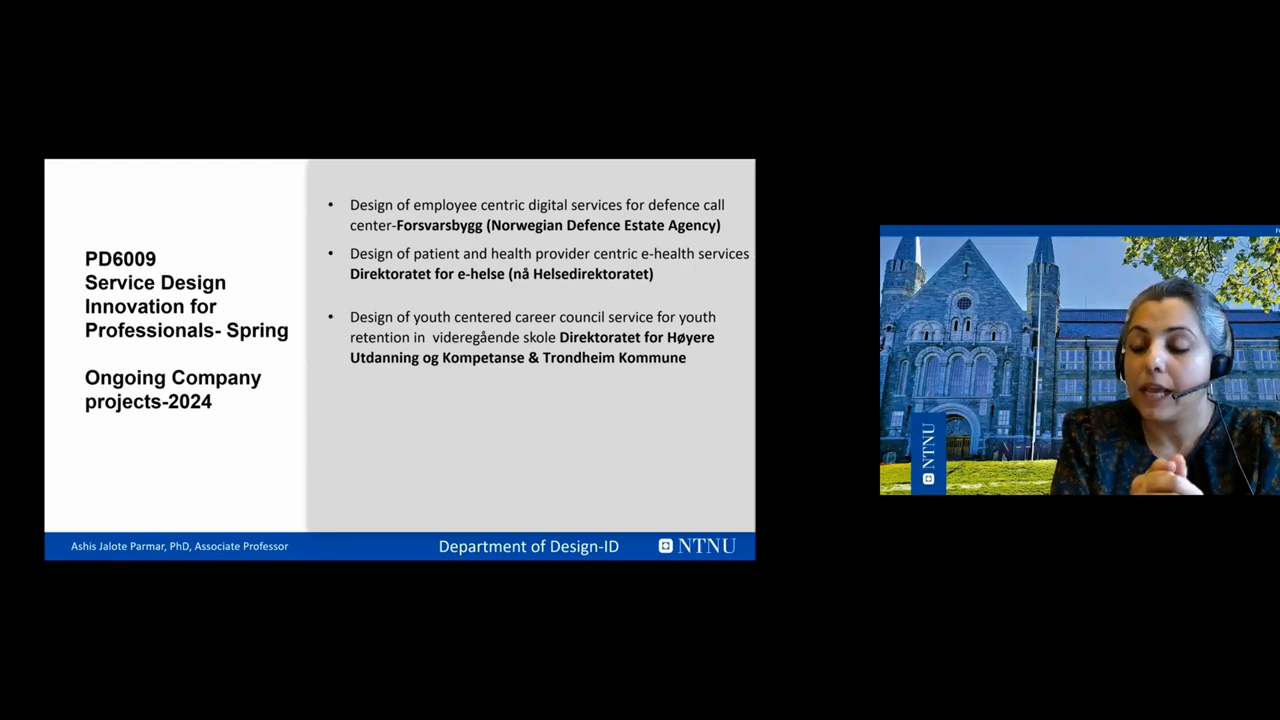 PD6009
Service Design
Innovation for
Professionals- Spring
Ongoing Company
projects-2024
• Design of employee centric digital services for defence call
center-Forsvarsbygg (Norwegian Defence Estate Agency)
• Design of patient and health provider centric e-health services
Direktoratet for e-helse (nå Helsedirektoratet)
• Design of youth centered career council service for youth
retention in videregående skole Direktoratet for Høyere
Utdanning og Kompetanse & Trondheim Kommune
Ashis Jalote Parmar, PhD, Associate Professor
Department of Design-ID
NTNU
NTNU